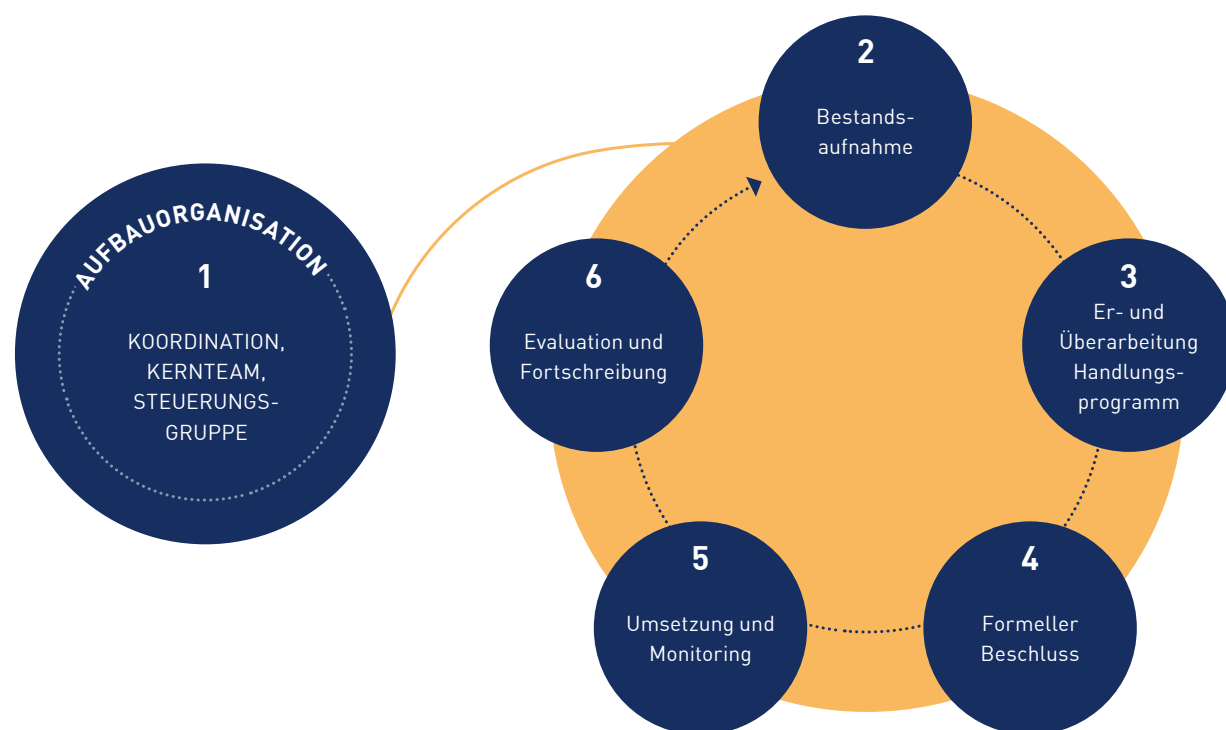 AUFBAUORGANISATION
1
KOORDINATION,
KERNTEAM,
STEUERUNGS-
GRUPPE
2
Bestands-
aufnahme
3
Er- und
Überarbeitung
Handlungs-
programm
4
Formeller
Beschluss
5
Umsetzung und
Monitoring
6
Evaluation und
Fortschreibung